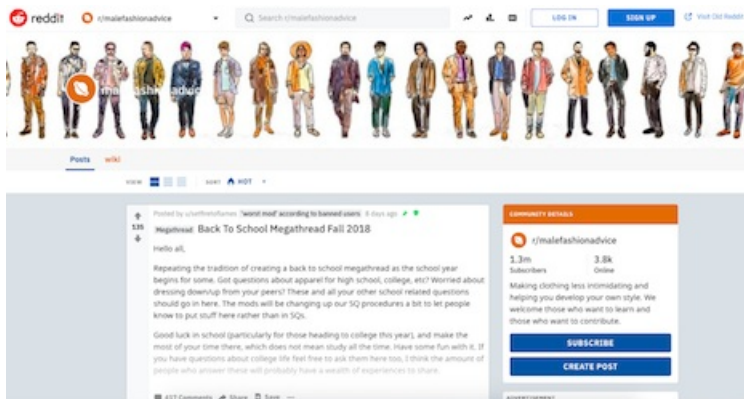 reddit
r/malefashionadvice
Search r/malefashionadvice
LOG IN
SIGN UP
Visit Old Reddit
r/malefashionadvice
Posts
wiki
VIEW
SORT
HOT
135
Posted by u/setfiretoflames 'worst mod' according to banned users 8 days ago
Megathread Back To School Megathread Fall 2018
Hello all,
Repeating the tradition of creating a back to school megathread as the school year
begins for some. Got questions about apparel for high school, college, etc? Worried about
dressing down/up from your peers? These and all your other school related questions
should go in here. The mods will be changing up our SQ procedures a bit to let people
know to put stuff here rather than in SQs.
Good luck in school (particularly for those heading to college this year), and make the
most of your time there, which does not mean study all the time. Have some fun with it. If
you have questions about college life feel free to ask them here too, I think the amount of
people who answer these will probably have a wealth of experiences to share.
Comments
Share
Save
COMMUNITY DETAILS
r/malefashionadvice
1.3m
3.8k
Subscribers
Online
Making clothing less intimidating and
helping you develop your own style. We
welcome those who want to learn and
those who want to contribute.
SUBSCRIBE
CREATE POST
ADVERTISEMENT